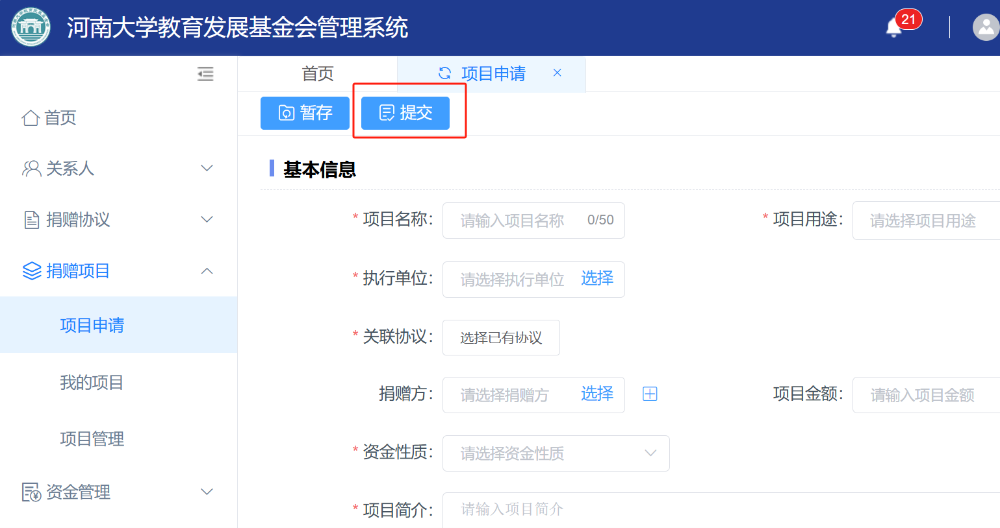 河南大学教育发展基金会管理系统
21
首页
项目申请
暂存
提交
首页
关系人
捐赠协议
捐赠项目
项目申请
我的项目
项目管理
资金管理
基本信息
* 项目名称： 请输入项目名称 0/50
* 项目用途： 请选择项目用途
* 执行单位： 请选择执行单位 选择
* 关联协议： 选择已有协议
捐赠方： 请选择捐赠方 选择
项目金额： 请输入项目金额
* 资金性质： 请选择资金性质
* 项目简介： 请输入项目简介